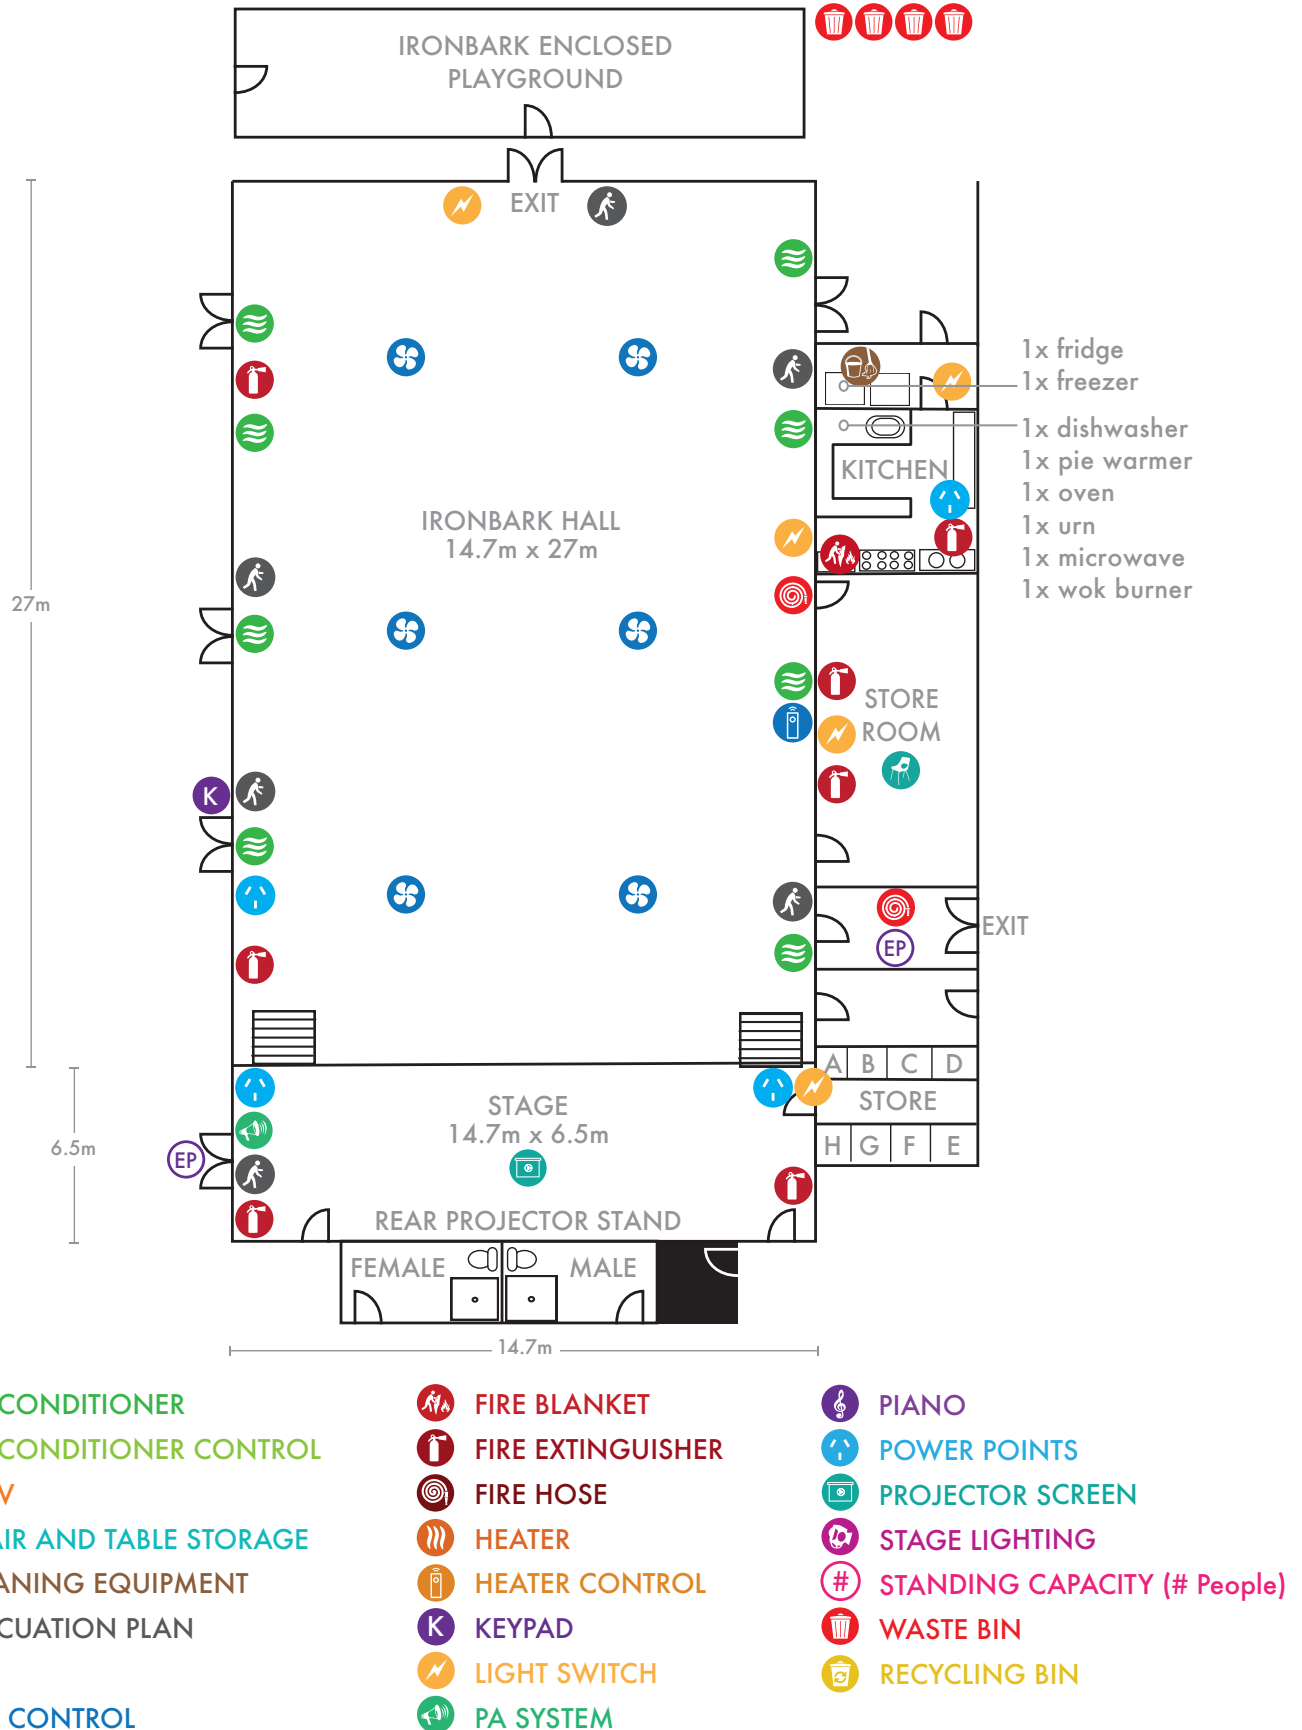 IRONBARK ENCLOSED
PLAYGROUND
EXIT
1x fridge
1x freezer
1x dishwasher
1x pie warmer
1x oven
1x urn
1x microwave
1x wok burner
KITCHEN
IRONBARK HALL
14.7m x 27m
27m
STORE
ROOM
K
EXIT
EP
A B C D
STORE
H G F E
STAGE
14.7m x 6.5m
6.5m
EP
REAR PROJECTOR STAND
FEMALE
MALE
14.7m
CONDITIONER
CONDITIONER CONTROL
V
AIR AND TABLE STORAGE
ANING EQUIPMENT
CUATION PLAN
CONTROL
FIRE BLANKET
FIRE EXTINGUISHER
FIRE HOSE
HEATER
HEATER CONTROL
K KEYPAD
LIGHT SWITCH
PA SYSTEM
PIANO
POWER POINTS
PROJECTOR SCREEN
STAGE LIGHTING
# STANDING CAPACITY (# People)
WASTE BIN
RECYCLING BIN